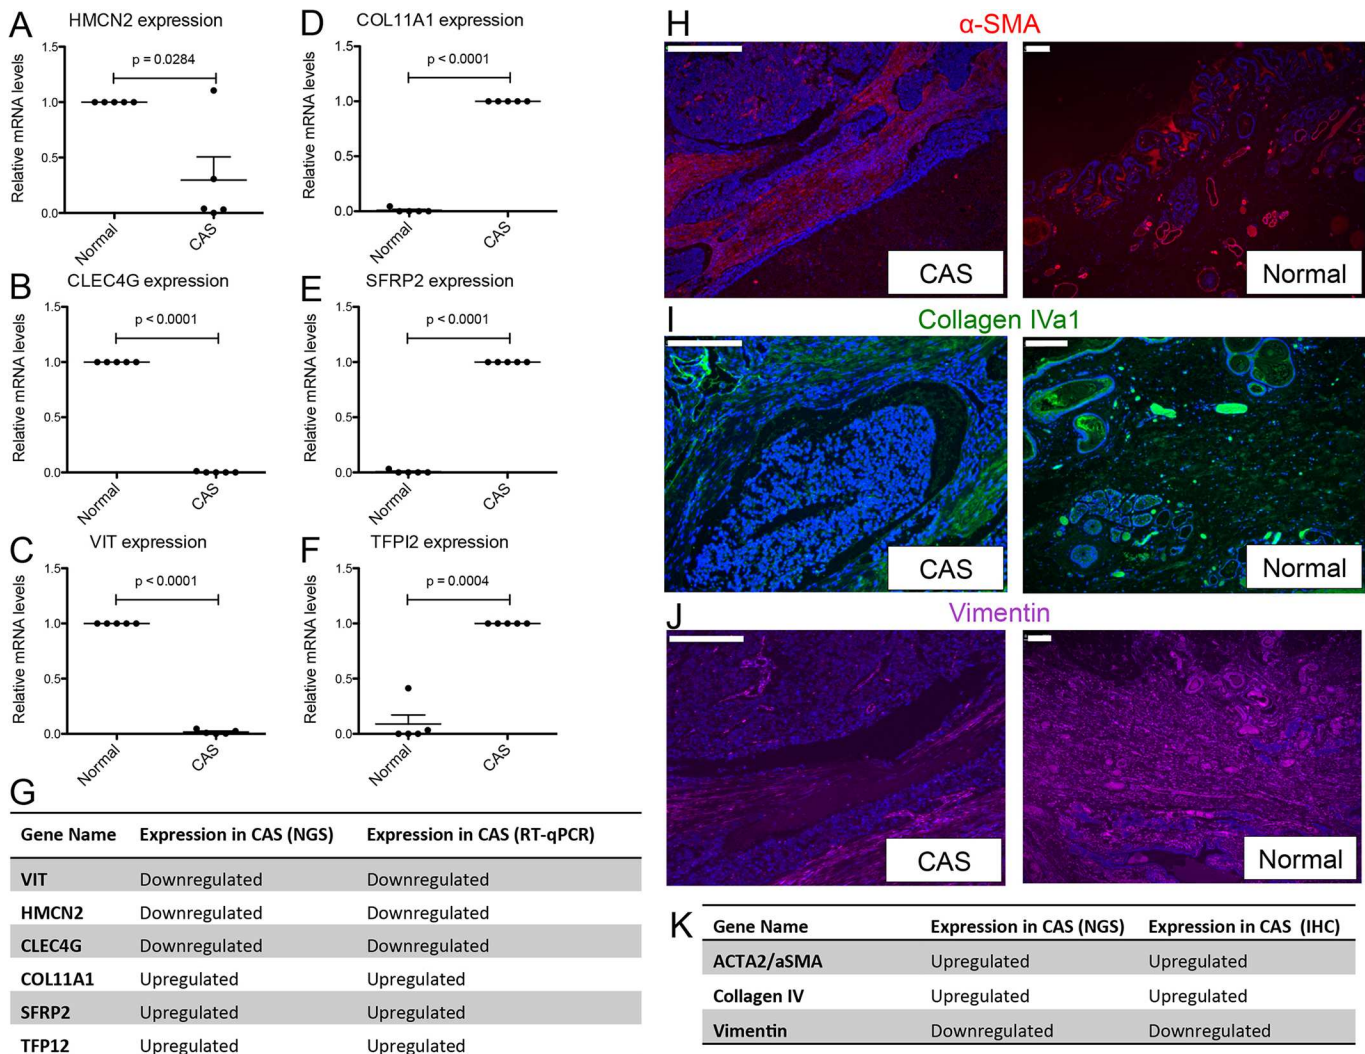 A
HMCN2 expression
Relative mRNA levels
1.5
1.0
0.5
0.0
p = 0.0284
Normal
CAS
B
CLEC4G expression
Relative mRNA levels
1.5
1.0
0.5
0.0
p < 0.0001
Normal
CAS
C
VIT expression
Relative mRNA levels
1.5
1.0
0.5
0.0
p < 0.0001
Normal
CAS
D
COL11A1 expression
Relative mRNA levels
1.5
1.0
0.5
0.0
p < 0.0001
Normal
CAS
E
SFRP2 expression
Relative mRNA levels
1.5
1.0
0.5
0.0
p < 0.0001
Normal
CAS
F
TFPI2 expression
Relative mRNA levels
1.5
1.0
0.5
0.0
p = 0.0004
Normal
CAS
G
Gene Name Expression in CAS (NGS) Expression in CAS (RT-qPCR)
VIT Downregulated Downregulated
HMCN2 Downregulated Downregulated
CLEC4G Downregulated Downregulated
COL11A1 Upregulated Upregulated
SFRP2 Upregulated Upregulated
TFP12 Upregulated Upregulated
H
α-SMA
CAS
Normal
I
Collagen IVa1
CAS
Normal
J
Vimentin
CAS
Normal
K
Gene Name Expression in CAS (NGS) Expression in CAS (IHC)
ACTA2/aSMA Upregulated Upregulated
Collagen IV Upregulated Upregulated
Vimentin Downregulated Downregulated